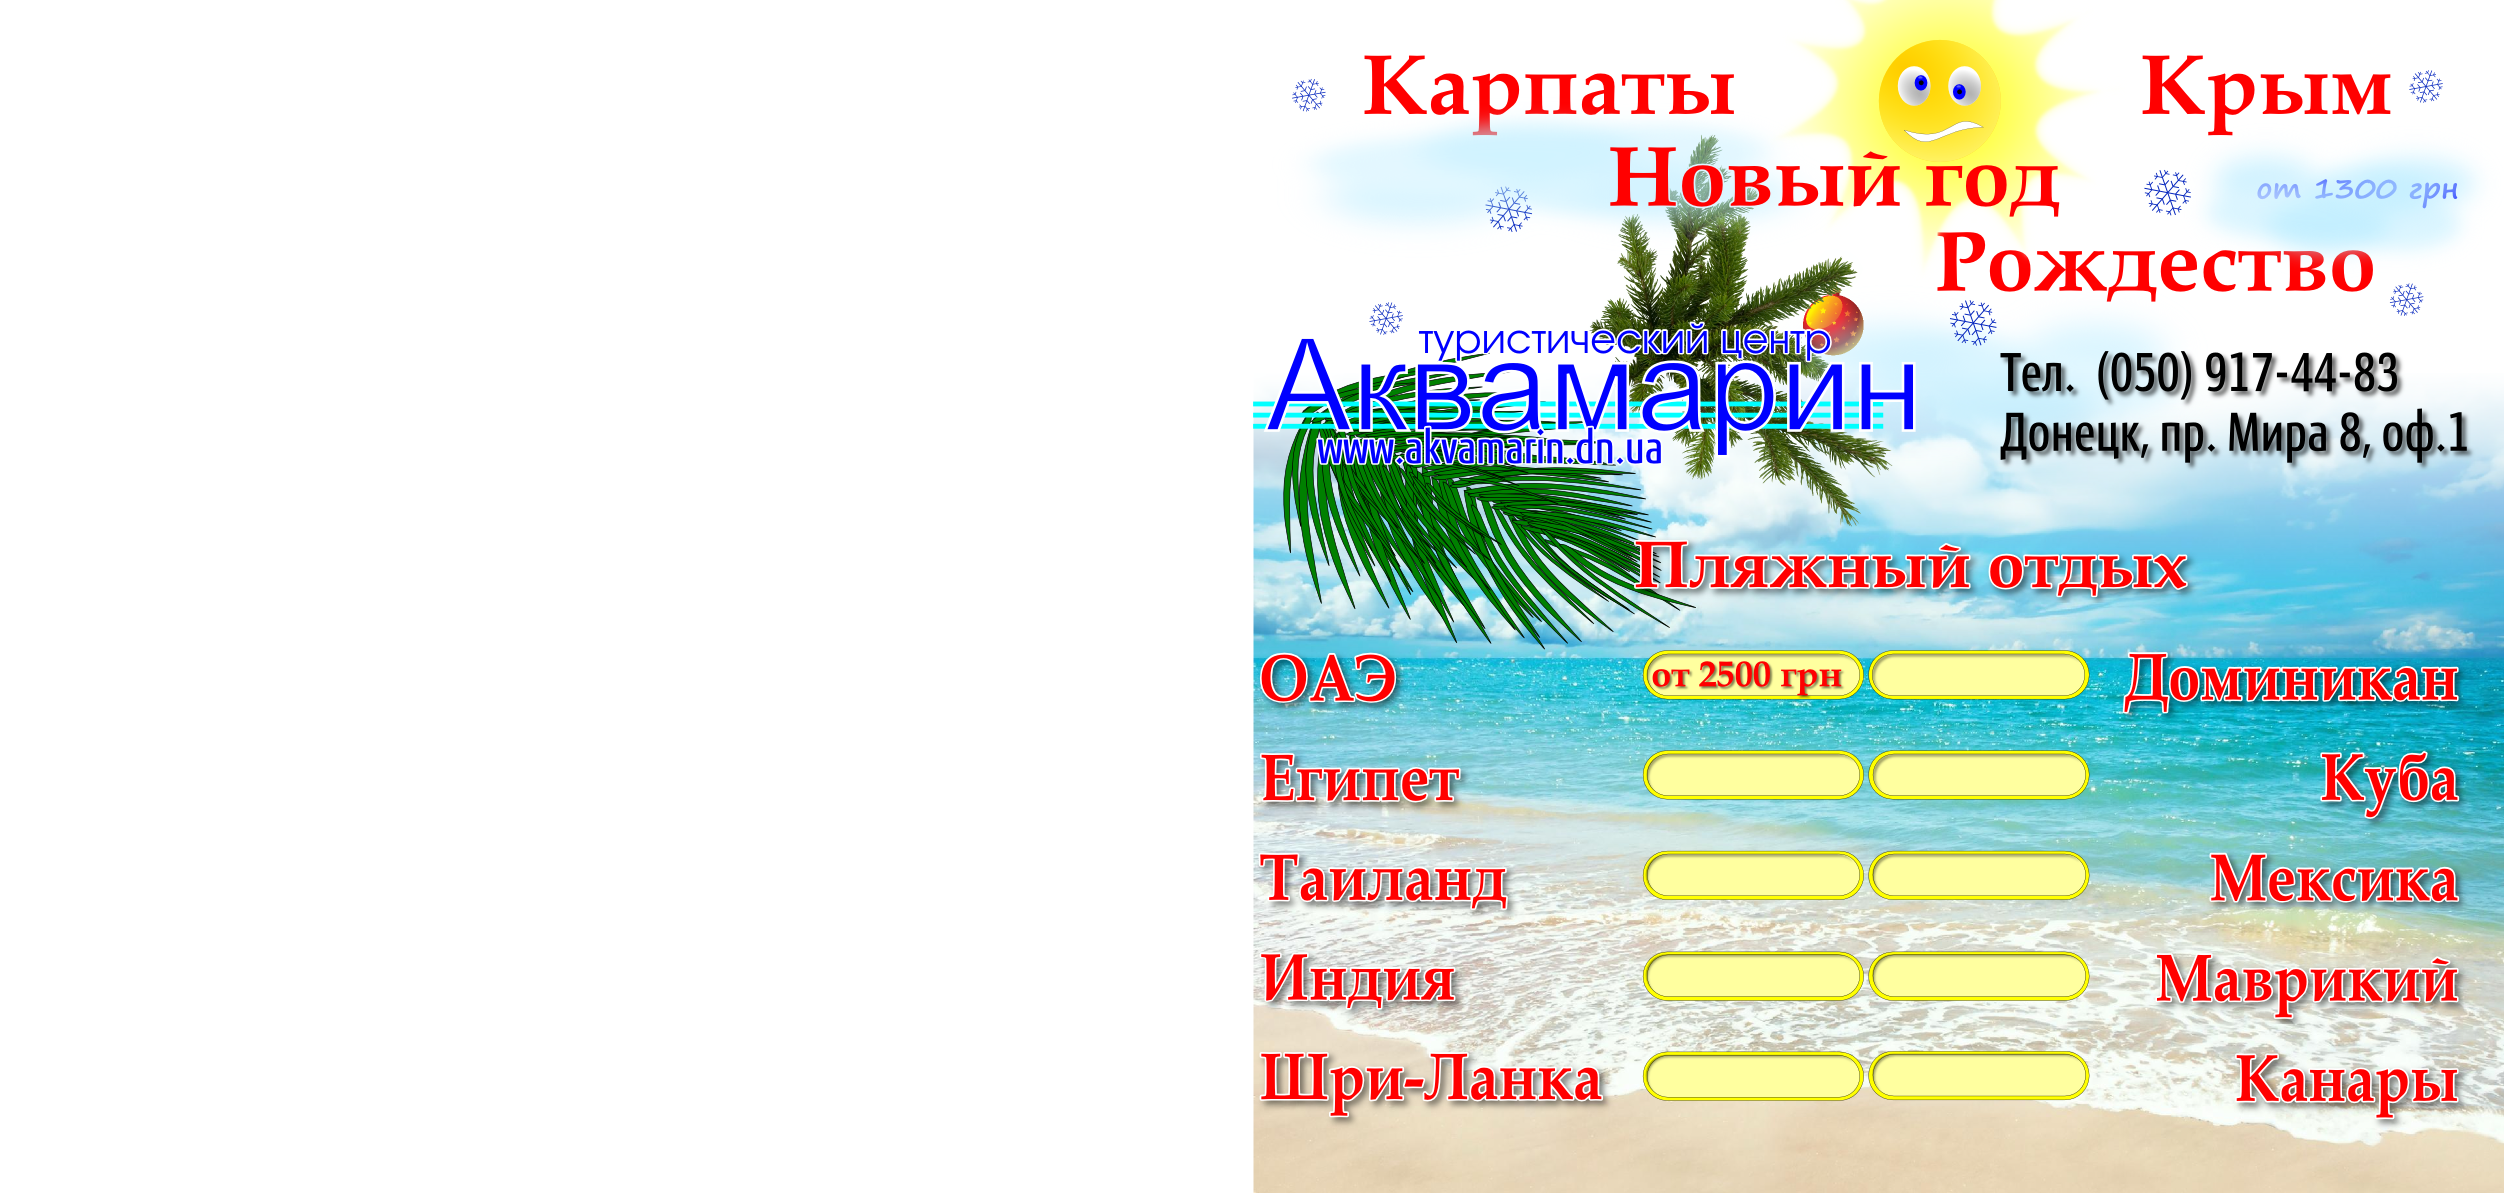 Карпаты
Крым
Новый год
от 1300 грн
Рождество
туристический центр
Аквамарин
www.akvamarin.dn.ua
Тел. (050) 917-44-83
Донецк, пр. Мира 8, оф.1
Пляжный отдых
ОАЭ от 2500 грн Доминикан
Египет Куба
Таиланд Мексика
Индия Маврикий
Шри-Ланка Канары